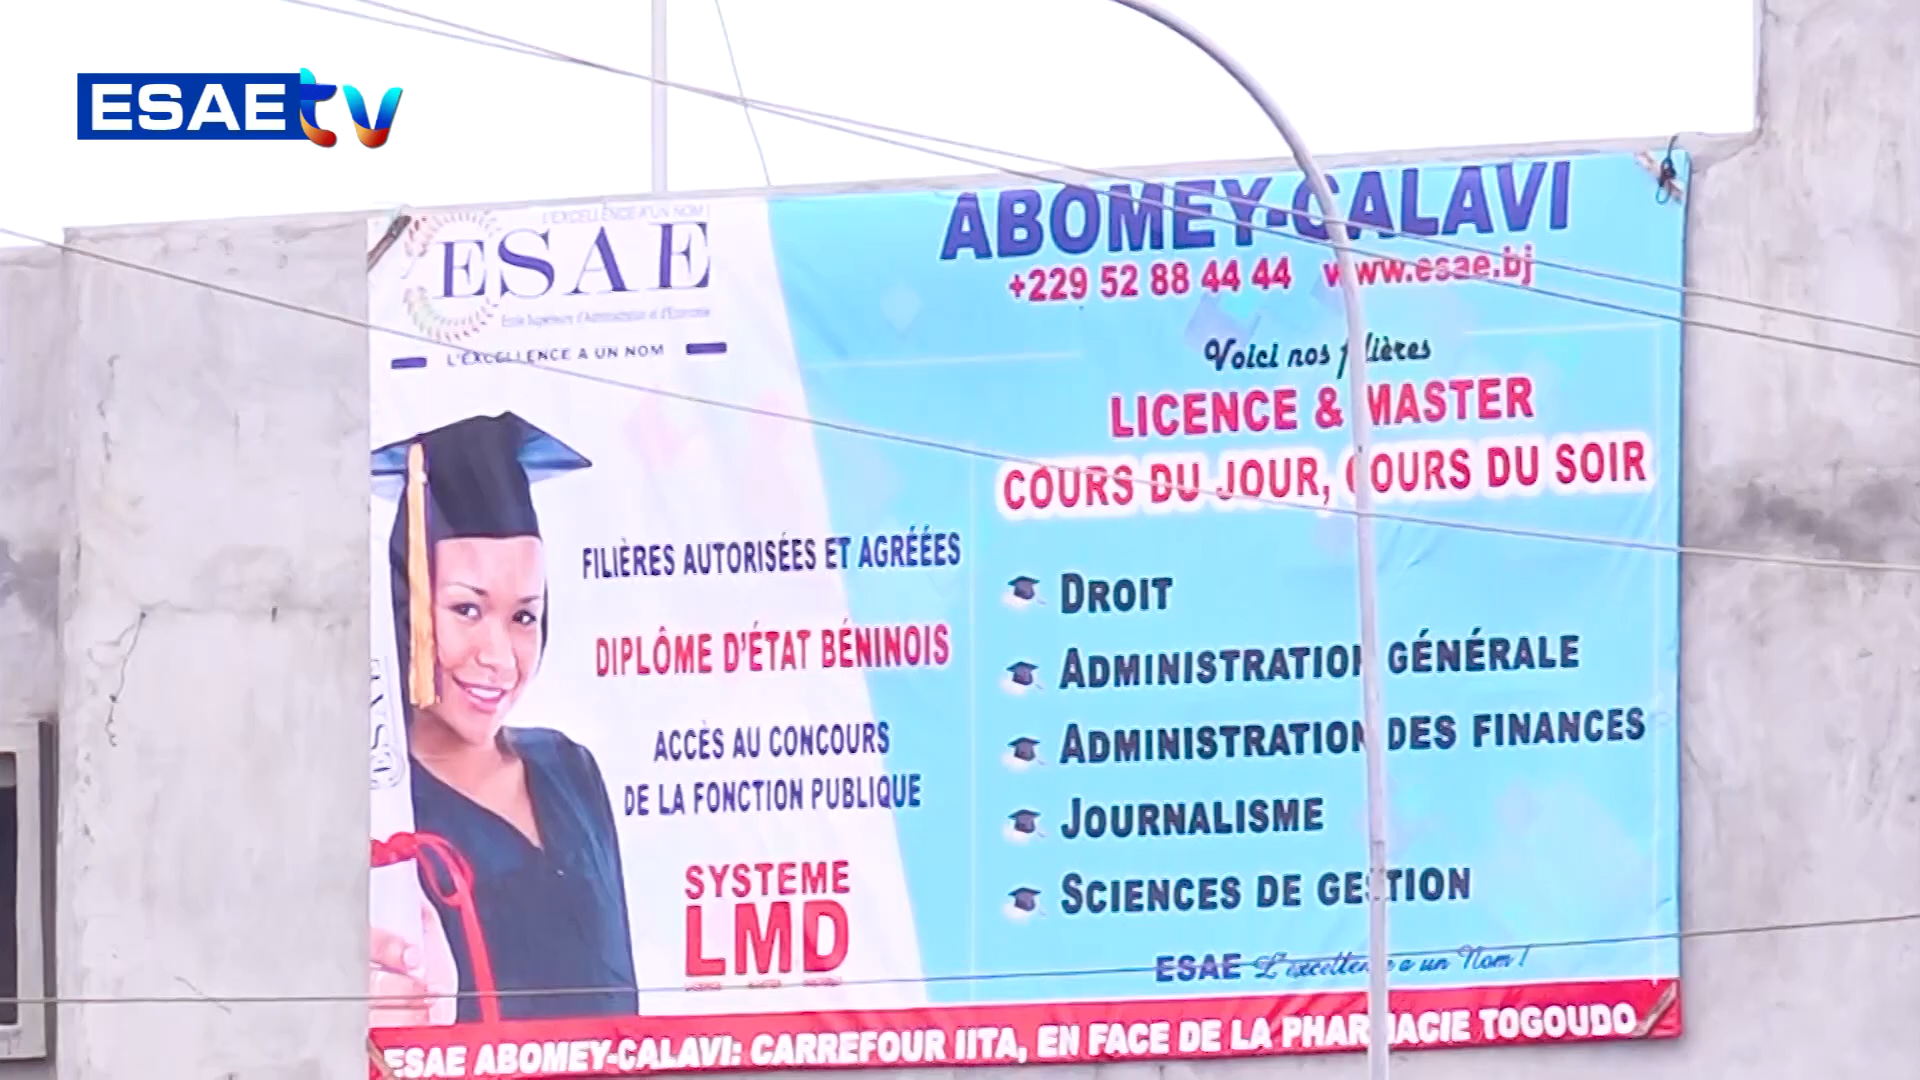 ESAE tv
L'EXCELLENCE A UN NOM !
ESAE
Ecole Supérieure d'Administration et d'Economie
L'EXCELLENCE A UN NOM
FILIÈRES AUTORISÉES ET AGRÉÉES
DIPLÔME D'ÉTAT BÉNINOIS
ACCÈS AU CONCOURS
DE LA FONCTION PUBLIQUE
SYSTEME
LMD
ESAE
ABOMEY-CALAVI
+229 52 88 44 44 www.esae.bj
Voici nos filières
LICENCE & MASTER
COURS DU JOUR, COURS DU SOIR
DROIT
ADMINISTRATION GÉNÉRALE
ADMINISTRATION DES FINANCES
JOURNALISME
SCIENCES DE GESTION
ESAE L'excellence a un Nom !
ESAE ABOMEY-CALAVI: CARREFOUR IITA, EN FACE DE LA PHARMACIE TOGOUDO